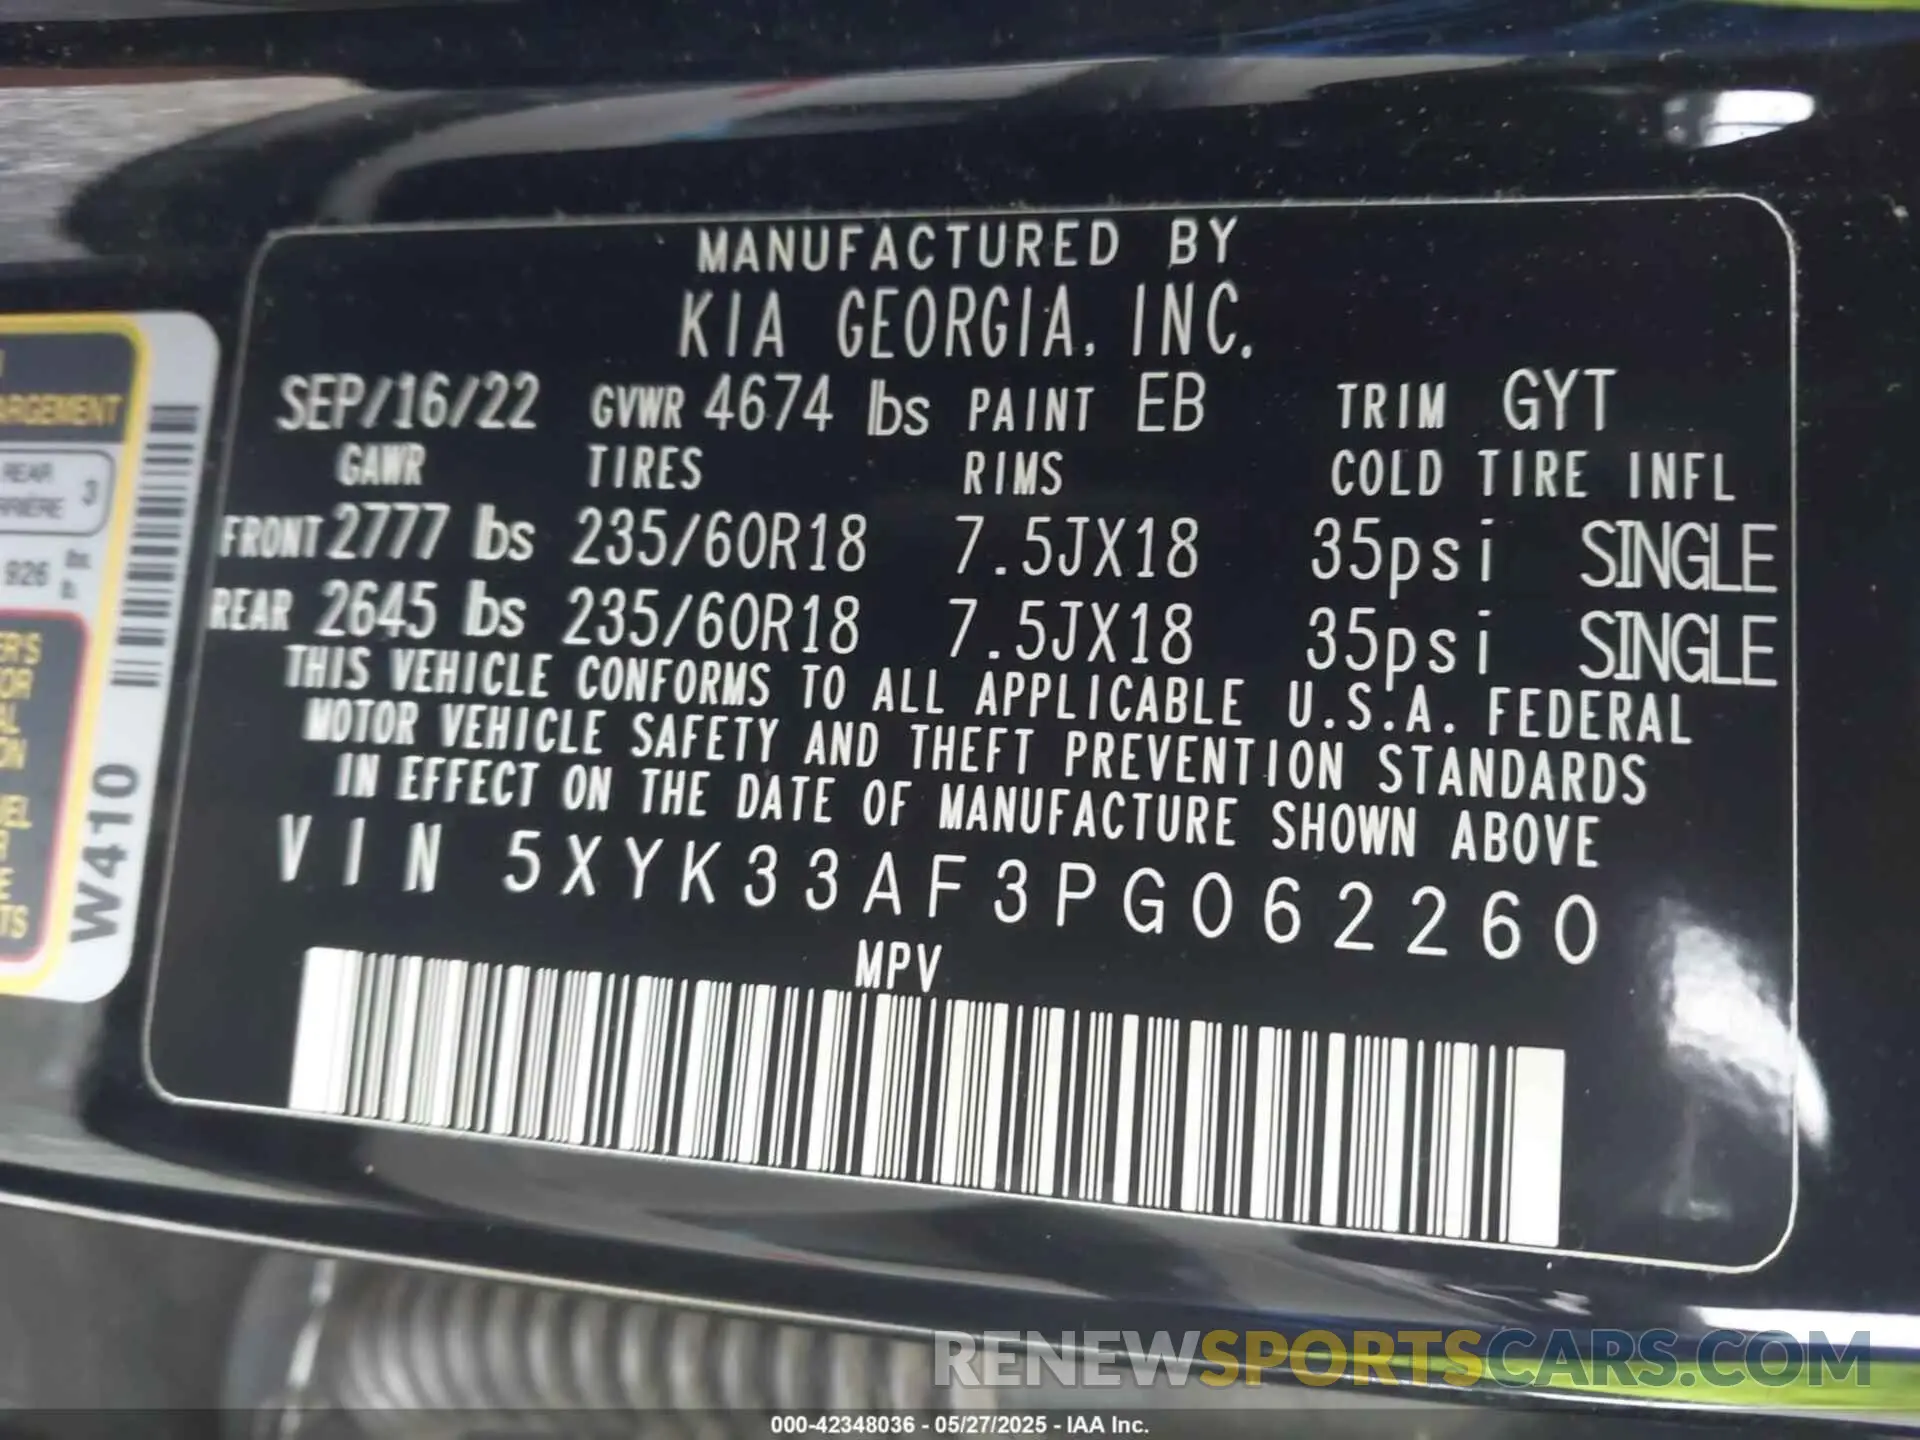 MANUFACTURED BY
KIA GEORGIA, INC.
SEP/16/22 GVWR 4674 lbs PAINT EB TRIM GYT
GAWR TIRES RIMS COLD TIRE INFL
FRONT 2777 lbs 235/60R18 7.5JX18 35psi SINGLE
REAR 2645 lbs 235/60R18 7.5JX18 35psi SINGLE
THIS VEHICLE CONFORMS TO ALL APPLICABLE U.S.A. FEDERAL
MOTOR VEHICLE SAFETY AND THEFT PREVENTION STANDARDS
IN EFFECT ON THE DATE OF MANUFACTURE SHOWN ABOVE
VIN 5XYK33AF3PG062260
MPV
REAR 3
926
W410
RENEWSPORTSCARS.COM
000-42348036 - 05/27/2025 - IAA Inc.